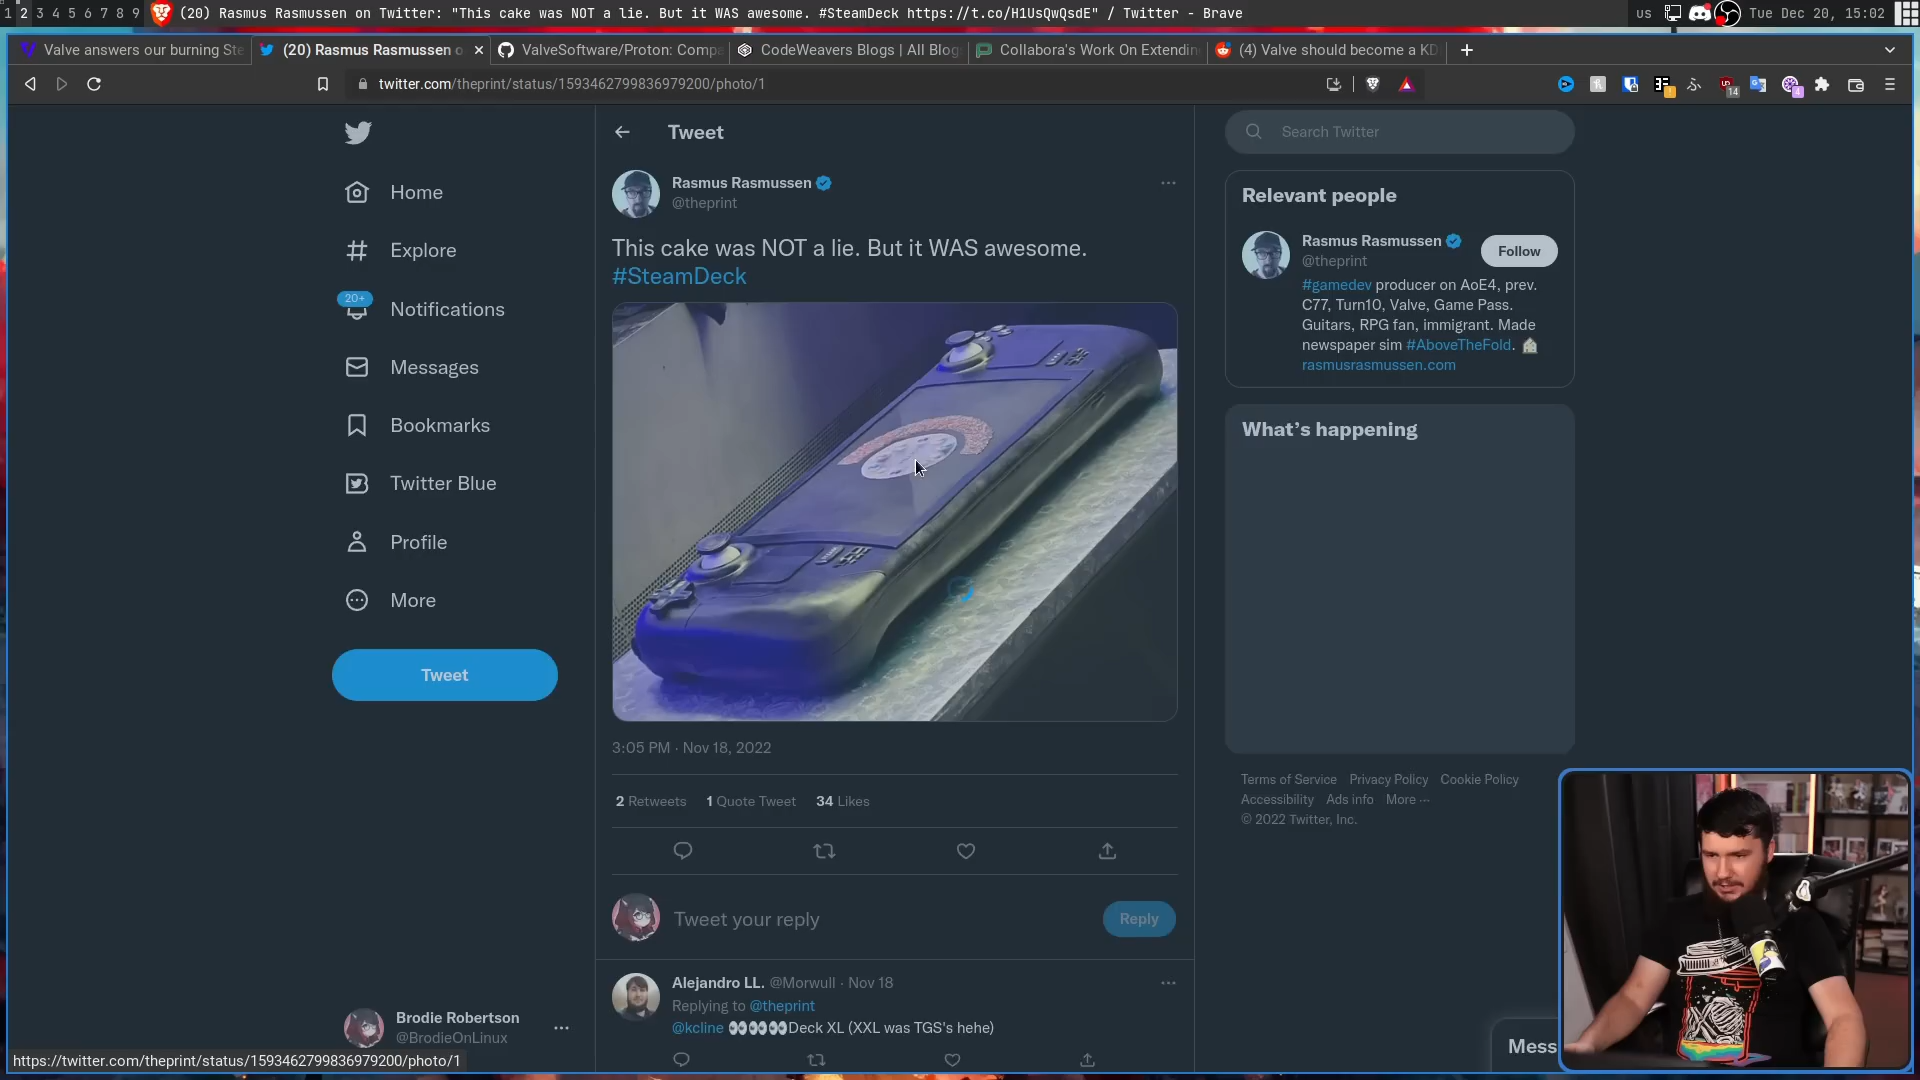 1 2 3 4 5 6 7 8 9 (20) Rasmus Rasmussen on Twitter: "This cake was NOT a lie. But it WAS awesome. #SteamDeck https://t.co/H1UsQwQsdE" / Twitter - Brave us Tue Dec 20, 15:02
Valve answers our burning Ste (20) Rasmus Rasmussen o ValveSoftware/Proton: Compa CodeWeavers Blogs | All Blog Collabora's Work On Extendin (4) Valve should become a KD
twitter.com/theprint/status/1593462799836979200/photo/1 1 14 4
Tweet
Search Twitter
Rasmus Rasmussen
@theprint
This cake was NOT a lie. But it WAS awesome.
#SteamDeck
Home
Explore
20+
Notifications
Messages
Bookmarks
Twitter Blue
Profile
More
Tweet
Relevant people
Rasmus Rasmussen
@theprint
Follow
#gamedev producer on AoE4, prev.
C77, Turn10, Valve, Game Pass.
Guitars, RPG fan, immigrant. Made
newspaper sim #AboveTheFold. 🏠
rasmusrasmussen.com
What's happening
3:05 PM · Nov 18, 2022
2 Retweets 1 Quote Tweet 34 Likes
Terms of Service Privacy Policy Cookie Policy
Accessibility Ads info More ···
© 2022 Twitter, Inc.
Tweet your reply
Reply
Alejandro LL. @Morwull · Nov 18
Replying to @theprint
@kcline 👀👀👀👀Deck XL (XXL was TGS's hehe)
Brodie Robertson
@BrodieOnLinux
Mess
https://twitter.com/theprint/status/1593462799836979200/photo/1